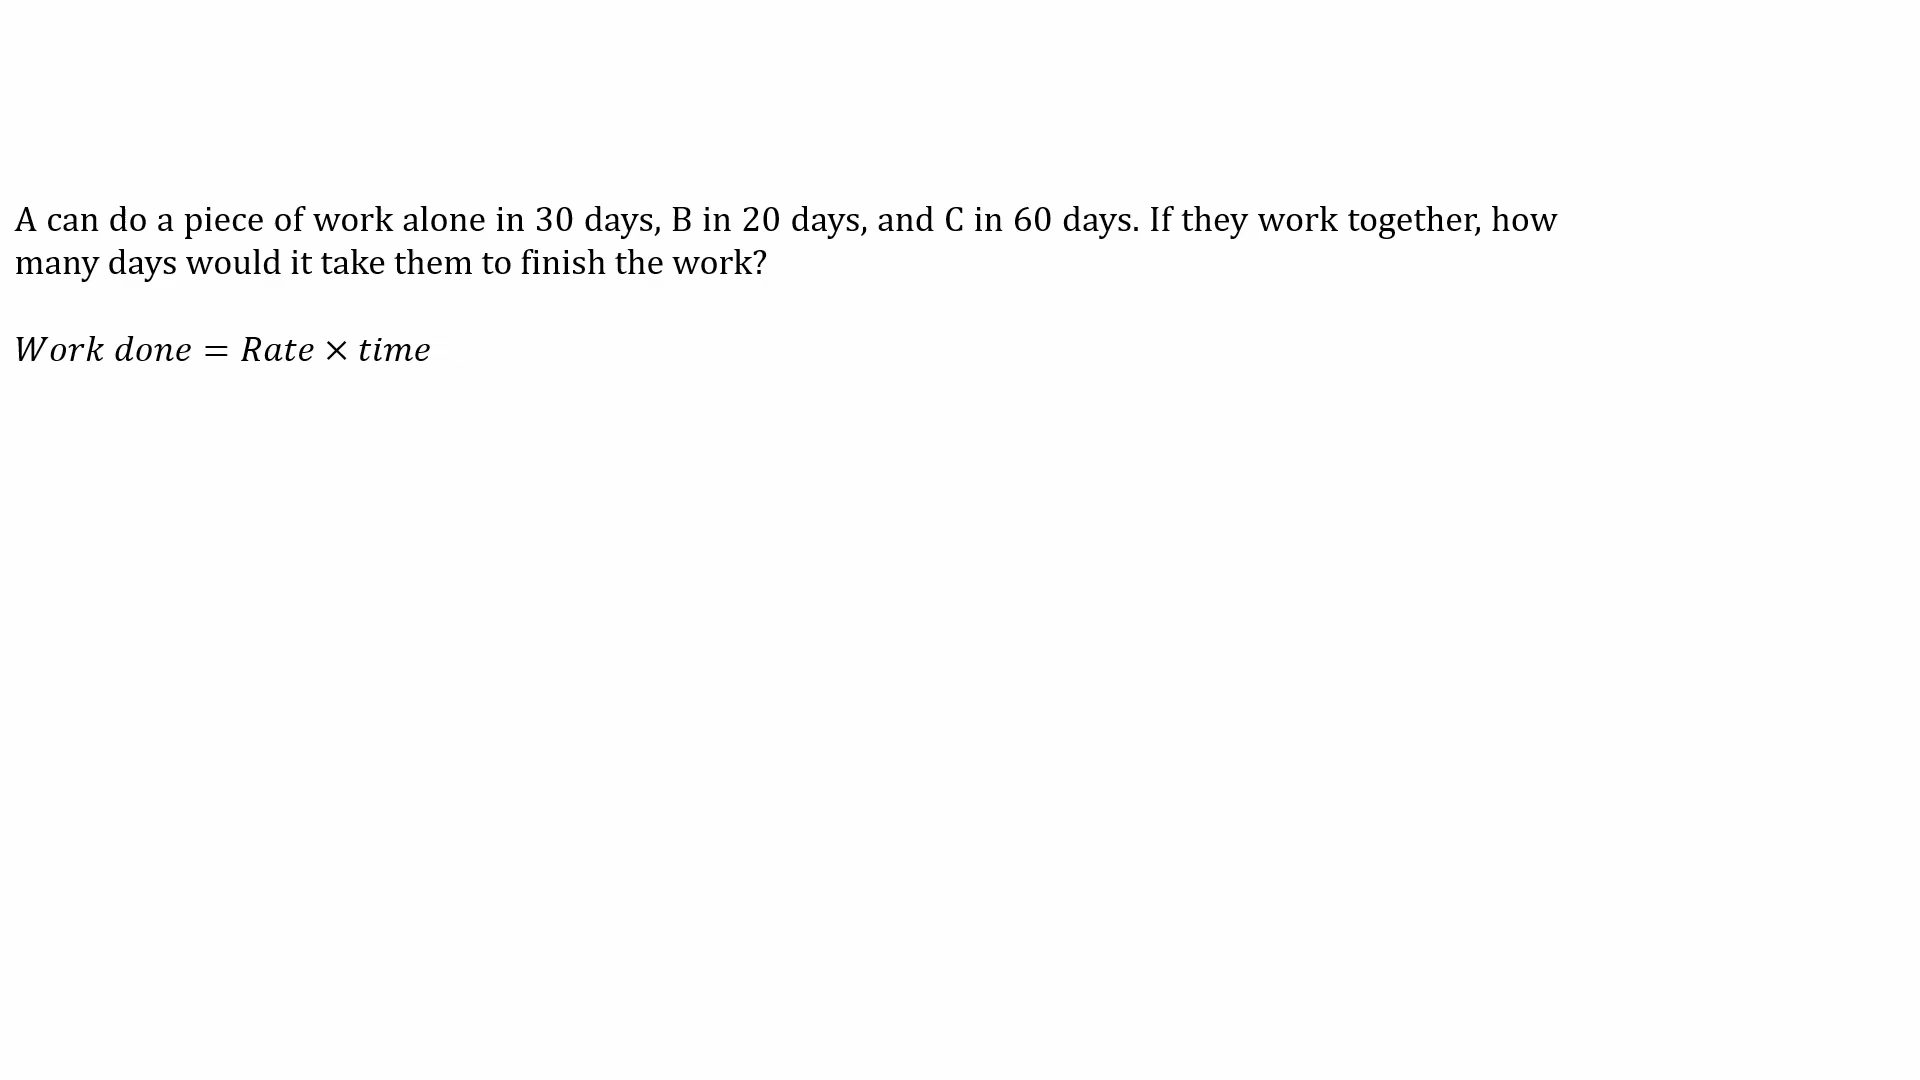 A can do a piece of work alone in 30 days, B in 20 days, and C in 60 days. If they work together, how
many days would it take them to finish the work?
Work done = Rate × time